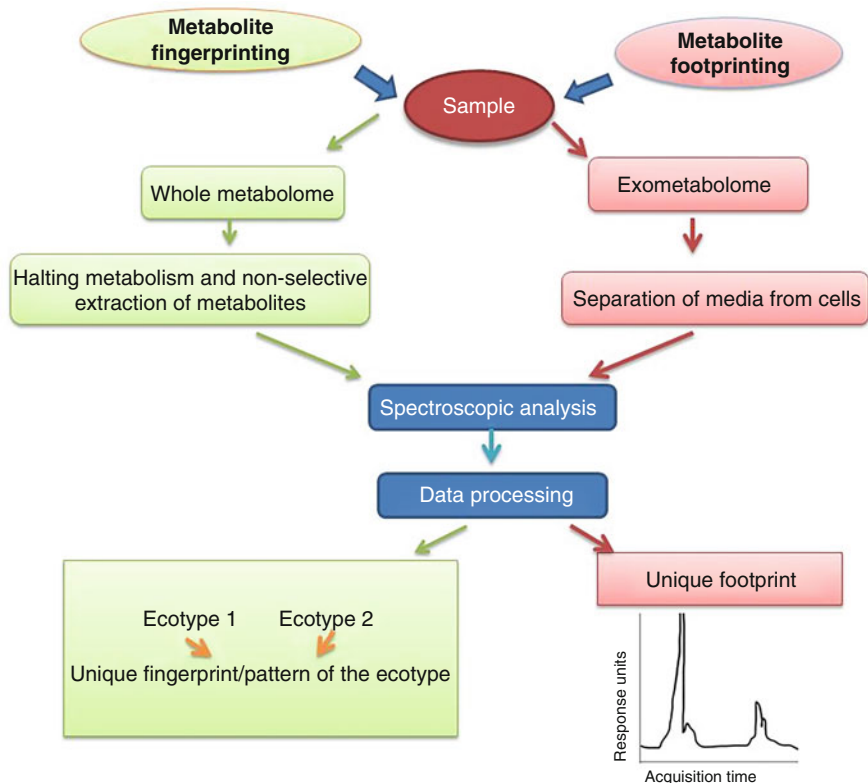 Metabolite
fingerprinting
Metabolite
footprinting
Sample
Whole metabolome
Exometabolome
Halting metabolism and non-selective
extraction of metabolites
Separation of media from cells
Spectroscopic analysis
Data processing
Ecotype 1
Ecotype 2
Unique fingerprint/pattern of the ecotype
Unique footprint
Response units
Acquisition time